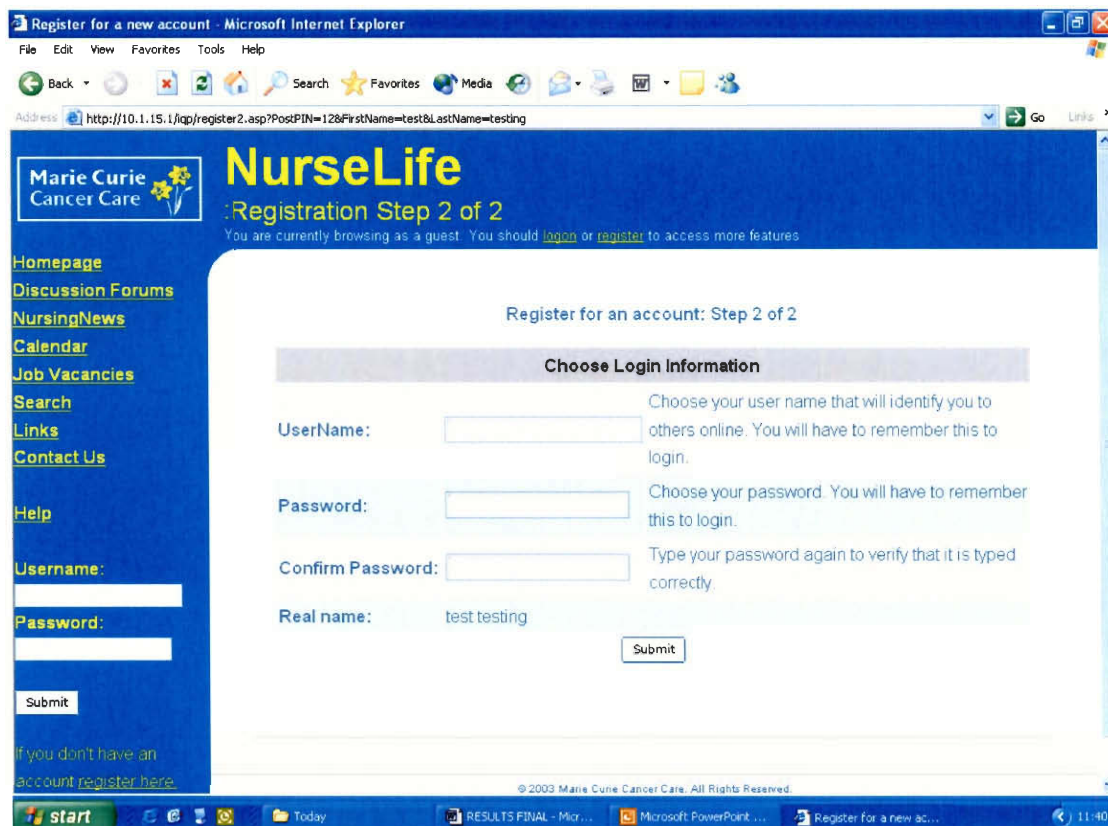 Register for a new account - Microsoft Internet Explorer
File Edit View Favorites Tools Help
Back Search Favorites Media
Address http://10.1.15.1/iqp/register2.asp?PostPIN=12&FirstName=test&LastName=testing Go Links »
Marie Curie
Cancer Care
NurseLife
:Registration Step 2 of 2
You are currently browsing as a guest. You should logon or register to access more features
Homepage
Discussion Forums
NursingNews
Calendar
Job Vacancies
Search
Links
Contact Us
Help
Username:
Password:
Submit
If you don't have an
account register here.
Register for an account: Step 2 of 2
Choose Login Information
UserName:
Choose your user name that will identify you to
others online. You will have to remember this to
login.
Password:
Choose your password. You will have to remember
this to login.
Confirm Password:
Type your password again to verify that it is typed
correctly.
Real name: test testing
Submit
© 2003 Marie Curie Cancer Care. All Rights Reserved.
start Today RESULTS FINAL - Micr... Microsoft PowerPoint ... Register for a new ac... 11:40